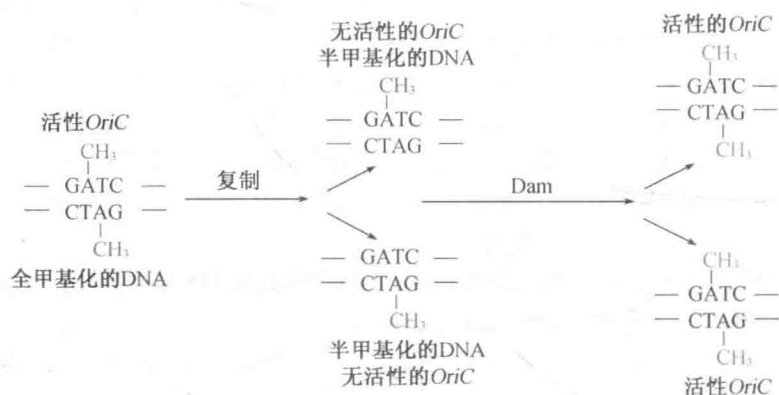 活性OriC
CH₃
— GATC —
— CTAG —
CH₃
全甲基化的DNA
复制
无活性的OriC
半甲基化的DNA
CH₃
— GATC —
— CTAG —
— GATC —
— CTAG —
CH₃
半甲基化的DNA
无活性的OriC
Dam
活性的OriC
CH₃
— GATC —
— CTAG —
CH₃
CH₃
— GATC —
— CTAG —
CH₃
活性OriC